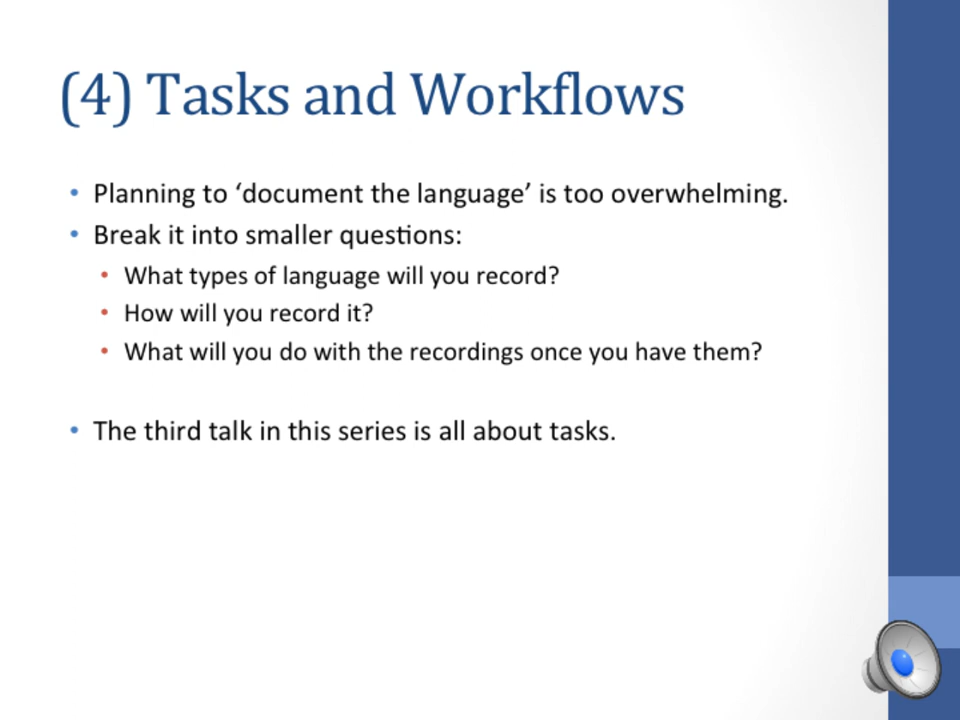 (4) Tasks and Workflows
• Planning to ‘document the language’ is too overwhelming.
• Break it into smaller questions:
• What types of language will you record?
• How will you record it?
• What will you do with the recordings once you have them?
• The third talk in this series is all about tasks.